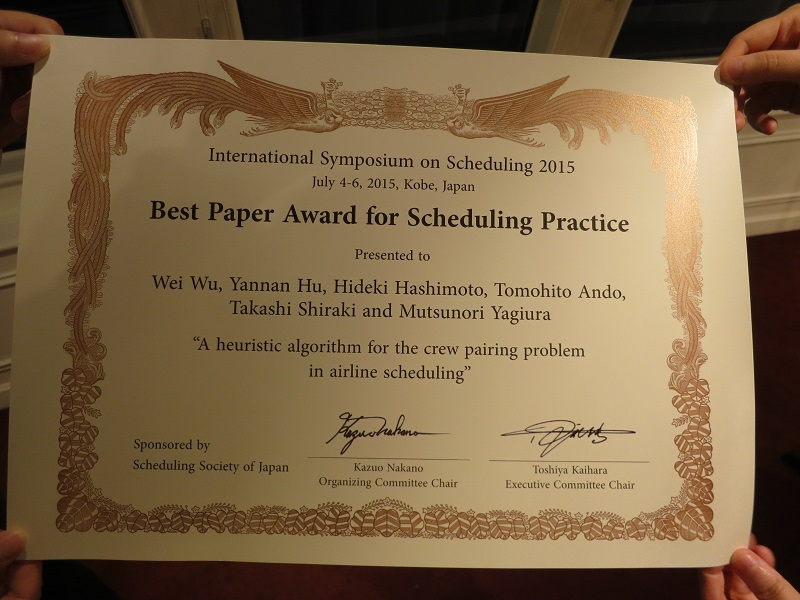 International Symposium on Scheduling 2015
July 4-6, 2015, Kobe, Japan
Best Paper Award for Scheduling Practice
Presented to
Wei Wu, Yannan Hu, Hideki Hashimoto, Tomohito Ando,
Takashi Shiraki and Mutsunori Yagiura
“A heuristic algorithm for the crew pairing problem
in airline scheduling”
Sponsored by
Scheduling Society of Japan
Kazuo Nakano
Kazuo Nakano
Organizing Committee Chair
Toshiya Kaihara
Executive Committee Chair